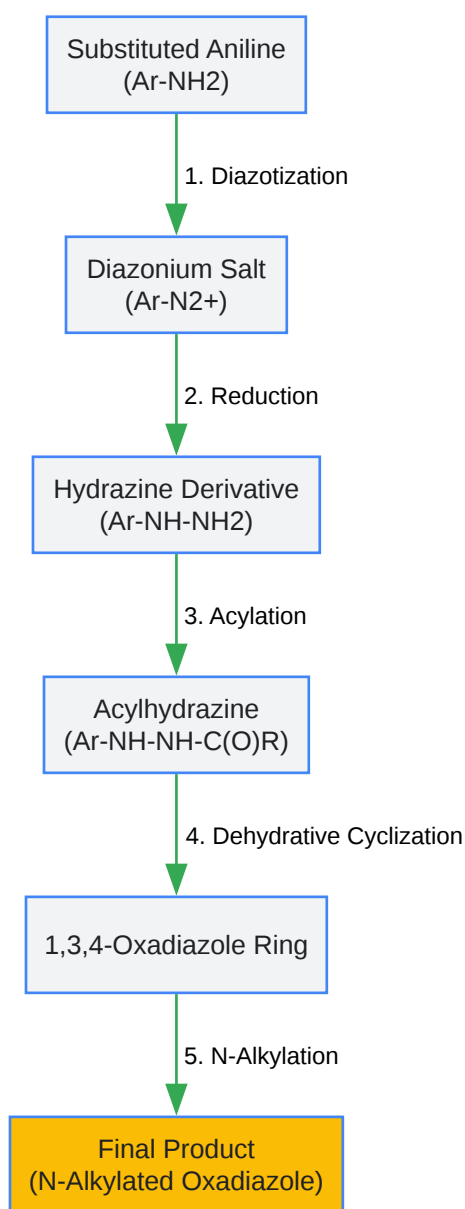 Substituted Aniline
(Ar-NH2)
1. Diazotization
Diazonium Salt
(Ar-N2+)
2. Reduction
Hydrazine Derivative
(Ar-NH-NH2)
3. Acylation
Acylhydrazine
(Ar-NH-NH-C(O)R)
4. Dehydrative Cyclization
1,3,4-Oxadiazole Ring
5. N-Alkylation
Final Product
(N-Alkylated Oxadiazole)